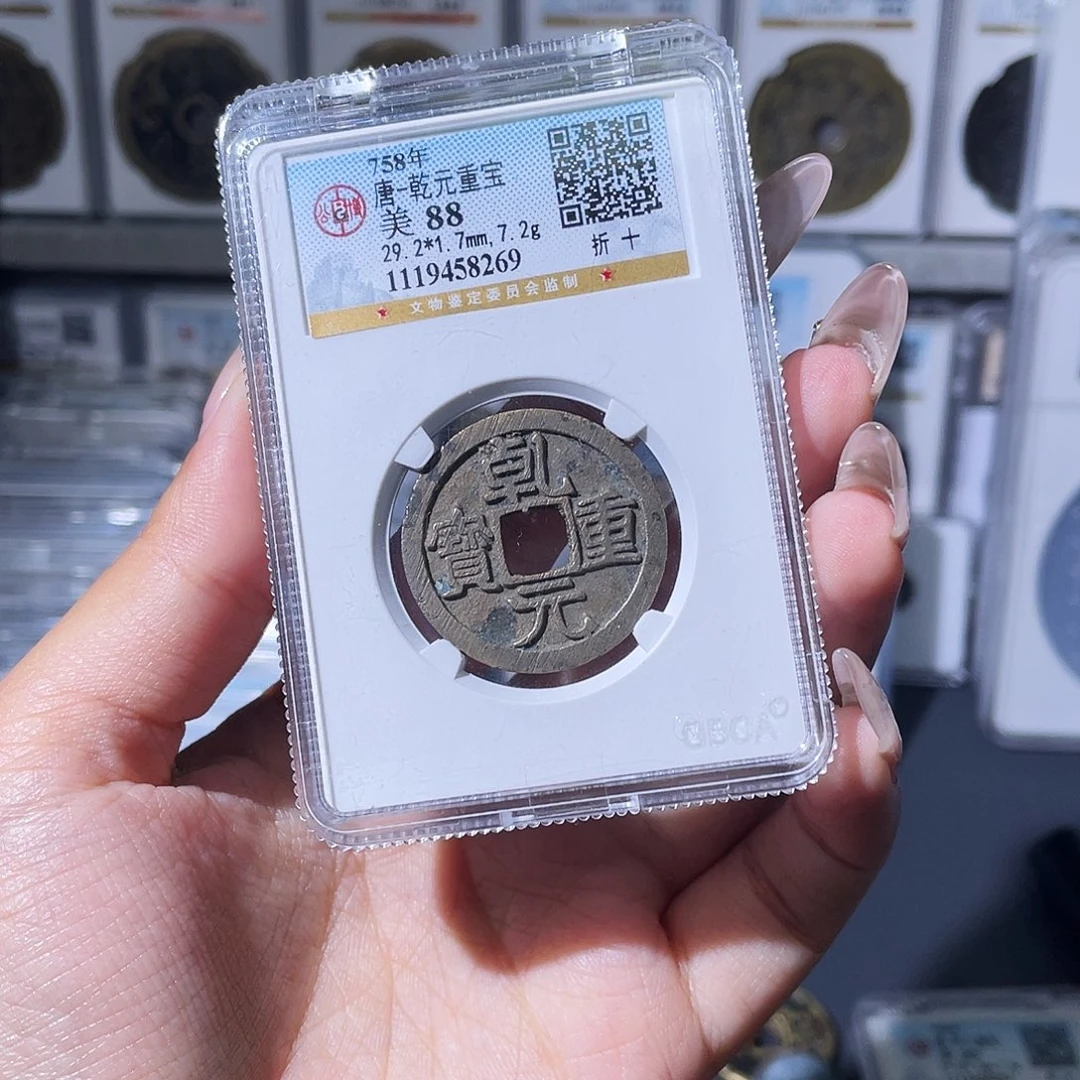 758年
唐-乾元重宝
美 88
29.2*1.7mm,7.2g
折十
1119458269
★ 文物鉴定委员会监制 ★
乾
寶 重
元